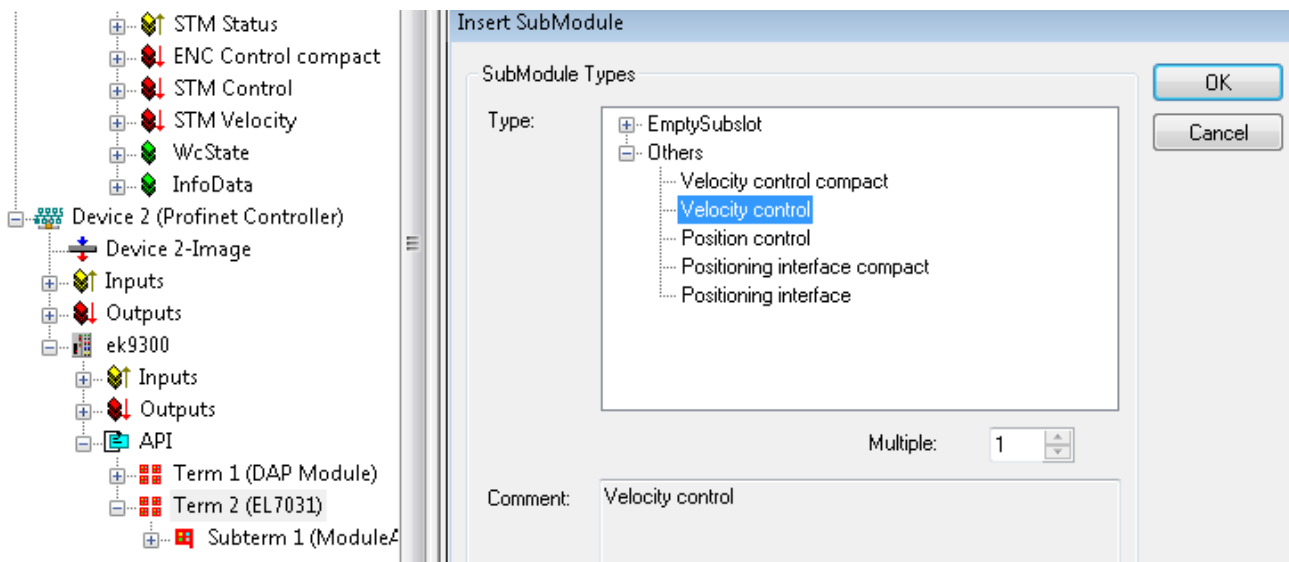 STM Status
ENC Control compact
STM Control
STM Velocity
WcState
InfoData
Device 2 (Profinet Controller)
Device 2-Image
Inputs
Outputs
ek9300
Inputs
Outputs
API
Term 1 (DAP Module)
Term 2 (EL7031)
Subterm 1 (ModuleA
Insert SubModule
SubModule Types
Type:
EmptySubslot
Others
Velocity control compact
Velocity control
Position control
Positioning interface compact
Positioning interface
Multiple:
1
Comment:
Velocity control
OK
Cancel